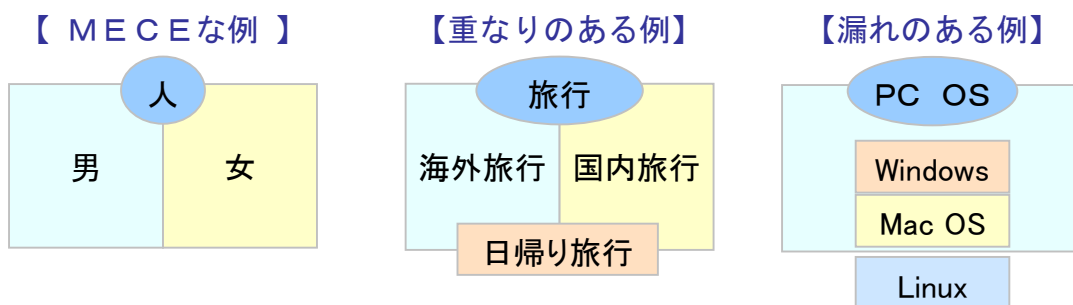 【 ＭＥＣＥな例 】
人
男
女
【重なりのある例】
旅行
海外旅行
国内旅行
日帰り旅行
【漏れのある例】
ＰＣ　ＯＳ
Windows
Mac OS
Linux